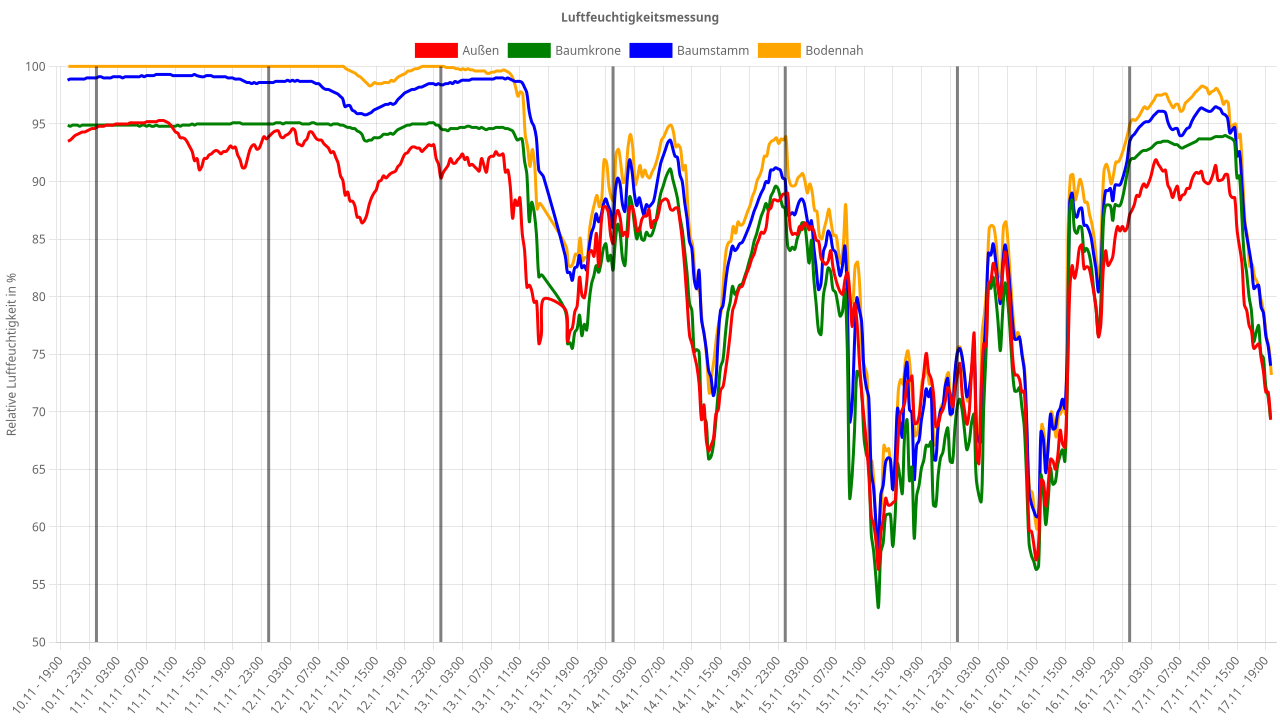 Luftfeuchtigkeitsmessung
Außen Baumkrone Baumstamm Bodennah
Relative Luftfeuchtigkeit in %
100
95
90
85
80
75
70
65
60
55
50
10.11 - 19:00
10.11 - 23:00
11.11 - 03:00
11.11 - 07:00
11.11 - 11:00
11.11 - 15:00
11.11 - 19:00
11.11 - 23:00
12.11 - 03:00
12.11 - 07:00
12.11 - 11:00
12.11 - 15:00
12.11 - 19:00
12.11 - 23:00
13.11 - 03:00
13.11 - 07:00
13.11 - 11:00
13.11 - 15:00
13.11 - 19:00
13.11 - 23:00
14.11 - 03:00
14.11 - 07:00
14.11 - 11:00
14.11 - 15:00
14.11 - 19:00
14.11 - 23:00
15.11 - 03:00
15.11 - 07:00
15.11 - 11:00
15.11 - 15:00
15.11 - 19:00
15.11 - 23:00
16.11 - 03:00
16.11 - 07:00
16.11 - 11:00
16.11 - 15:00
16.11 - 19:00
16.11 - 23:00
17.11 - 03:00
17.11 - 07:00
17.11 - 11:00
17.11 - 15:00
17.11 - 19:00